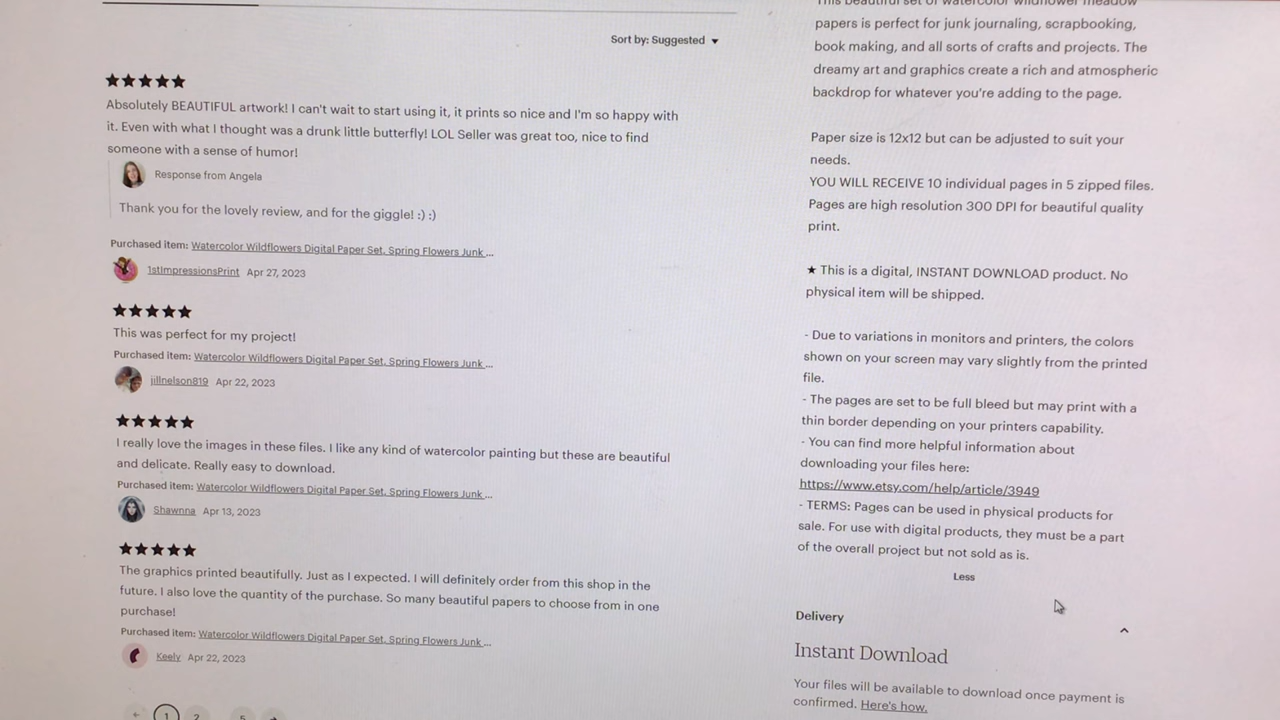 Sort by: Suggested
Absolutely BEAUTIFUL artwork! I can't wait to start using it, it prints so nice and I'm so happy with
it. Even with what I thought was a drunk little butterfly! LOL Seller was great too, nice to find
someone with a sense of humor!
Response from Angela
Thank you for the lovely review, and for the giggle! :) :)
Purchased item: Watercolor Wildflowers Digital Paper Set, Spring Flowers Junk ...
1stImpressionsPrint Apr 27, 2023
This was perfect for my project!
Purchased item: Watercolor Wildflowers Digital Paper Set, Spring Flowers Junk ...
jillnelson819 Apr 22, 2023
I really love the images in these files. I like any kind of watercolor painting but these are beautiful
and delicate. Really easy to download.
Purchased item: Watercolor Wildflowers Digital Paper Set, Spring Flowers Junk ...
Shawnna Apr 13, 2023
The graphics printed beautifully. Just as I expected. I will definitely order from this shop in the
future. I also love the quantity of the purchase. So many beautiful papers to choose from in one
purchase!
Purchased item: Watercolor Wildflowers Digital Paper Set, Spring Flowers Junk ...
Keely Apr 22, 2023
1 2 5
This beautiful set of watercolor wildflower meadow
papers is perfect for junk journaling, scrapbooking,
book making, and all sorts of crafts and projects. The
dreamy art and graphics create a rich and atmospheric
backdrop for whatever you're adding to the page.
Paper size is 12x12 but can be adjusted to suit your
needs.
YOU WILL RECEIVE 10 individual pages in 5 zipped files.
Pages are high resolution 300 DPI for beautiful quality
print.
★ This is a digital, INSTANT DOWNLOAD product. No
physical item will be shipped.
- Due to variations in monitors and printers, the colors
shown on your screen may vary slightly from the printed
file.
- The pages are set to be full bleed but may print with a
thin border depending on your printers capability.
- You can find more helpful information about
downloading your files here:
https://www.etsy.com/help/article/3949
- TERMS: Pages can be used in physical products for
sale. For use with digital products, they must be a part
of the overall project but not sold as is.
Less
Delivery
Instant Download
Your files will be available to download once payment is
confirmed. Here's how.